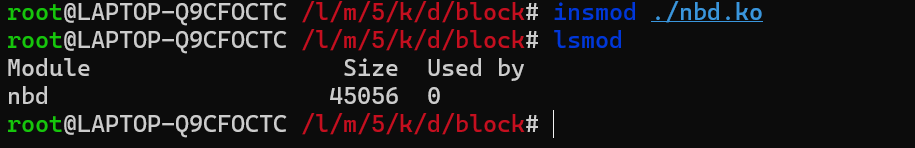 root@LAPTOP-Q9CFOCTC /l/m/5/k/d/block# insmod ./nbd.ko
root@LAPTOP-Q9CFOCTC /l/m/5/k/d/block# lsmod
Module                  Size  Used by
nbd                    45056  0
root@LAPTOP-Q9CFOCTC /l/m/5/k/d/block#